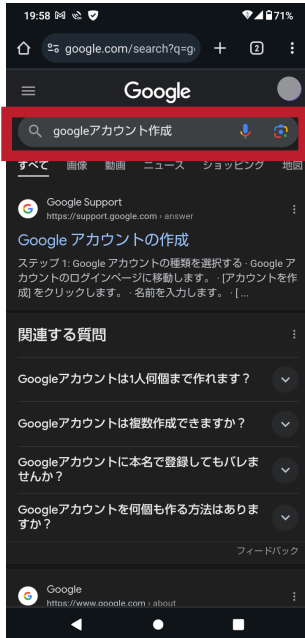 19:58
71%
google.com/search?q=g
2
Google
googleアカウント作成
すべて 画像 動画 ニュース ショッピング 地図
Google Support
https://support.google.com › answer
Google アカウントの作成
ステップ 1: Google アカウントの種類を選択する · Google ア
カウントのログインページに移動します。 · [アカウントを作
成] をクリックします。 · 名前を入力します。 · [ ...
関連する質問
Googleアカウントは1人何個まで作れます？
Googleアカウントは複数作成できますか？
Googleアカウントに本名で登録してもバレま
せんか？
Googleアカウントを何個も作る方法はありま
すか？
フィードバック
Google
https://www.google.com › about